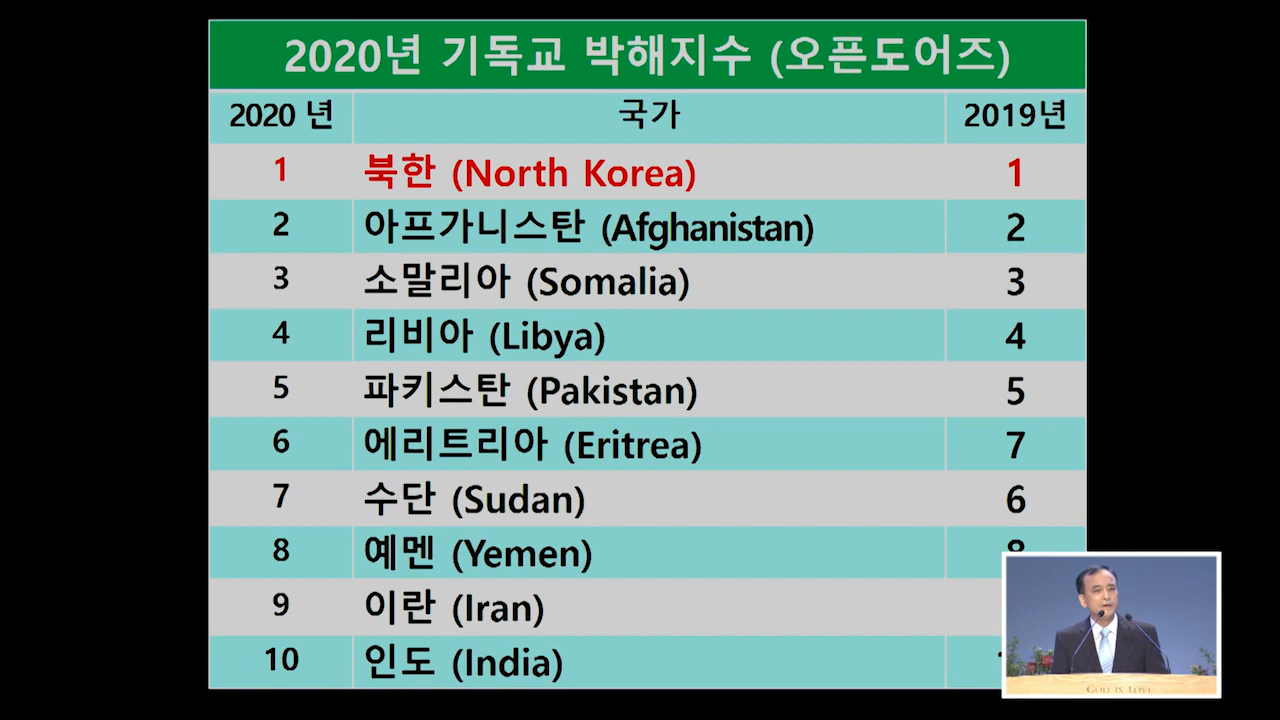 2020년 기독교 박해지수 (오픈도어즈)
2020 년 국가 2019년
1 북한 (North Korea) 1
2 아프가니스탄 (Afghanistan) 2
3 소말리아 (Somalia) 3
4 리비아 (Libya) 4
5 파키스탄 (Pakistan) 5
6 에리트리아 (Eritrea) 7
7 수단 (Sudan) 6
8 예멘 (Yemen) 8
9 이란 (Iran)
10 인도 (India)
GOD IS LOVE